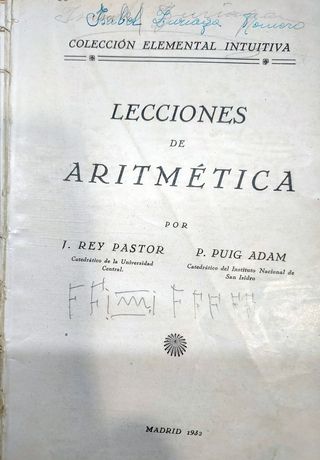 Isabel Luriaga Romero
COLECCIÓN ELEMENTAL INTUITIVA
LECCIONES
DE
ARITMÉTICA
POR
J. REY PASTOR
Catedrático de la Universidad
Central.
P. PUIG ADAM
Catedrático del Instituto Nacional de
San Isidro
MADRID 1932